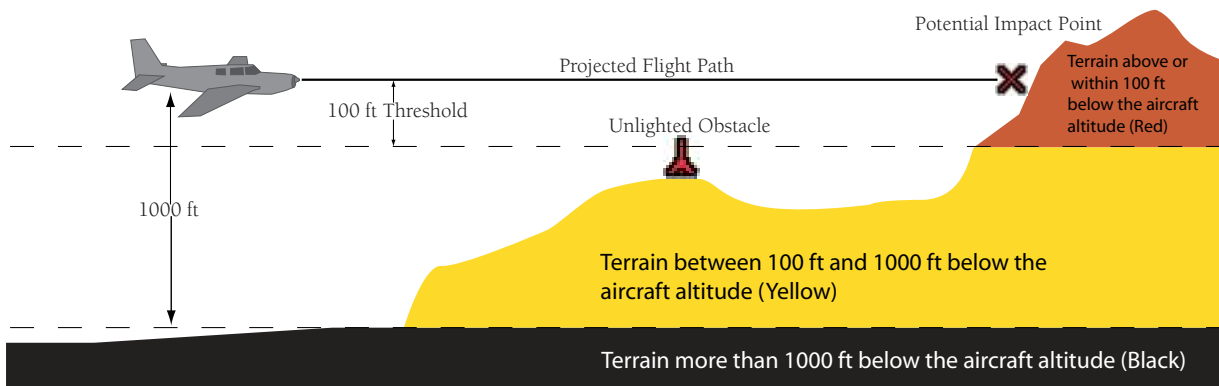 Potential Impact Point
Projected Flight Path
Terrain above or
within 100 ft
below the aircraft
altitude (Red)
100 ft Threshold
Unlighted Obstacle
1000 ft
Terrain between 100 ft and 1000 ft below the
aircraft altitude (Yellow)
Terrain more than 1000 ft below the aircraft altitude (Black)